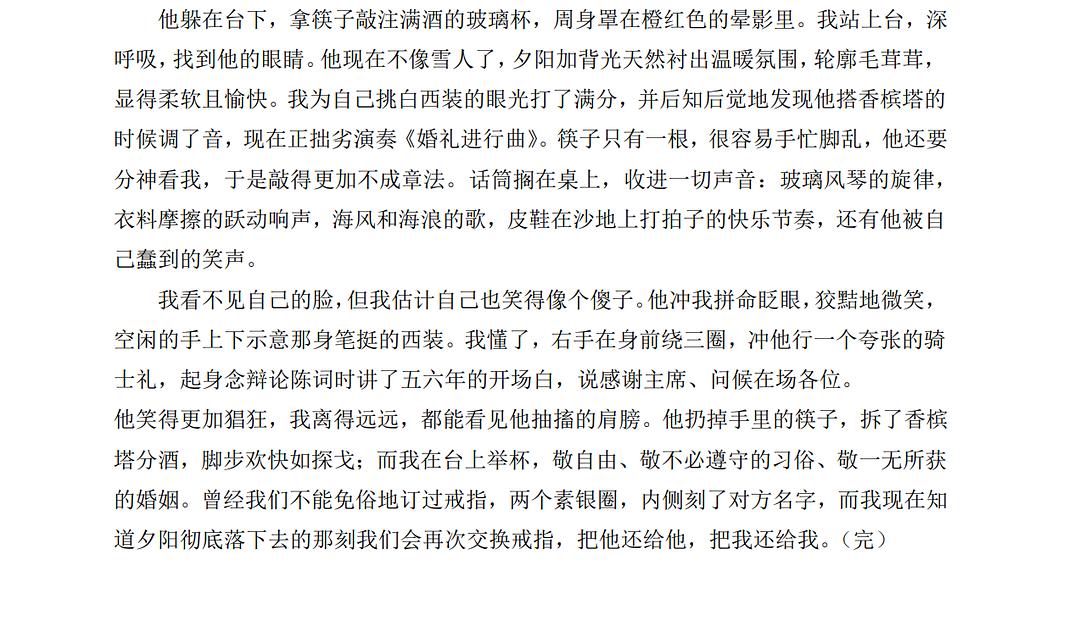 他躲在台下，拿筷子敲注满酒的玻璃杯，周身罩在橙红色的晕影里。我站上台，深
呼吸，找到他的眼睛。他现在不像雪人了，夕阳加背光天然衬出温暖氛围，轮廓毛茸茸，
显得柔软且愉快。我为自己挑白西装的眼光打了满分，并后知后觉地发现他搭香槟塔的
时候调了音，现在正拙劣演奏《婚礼进行曲》。筷子只有一根，很容易手忙脚乱，他还要
分神看我，于是敲得更加不成章法。话筒搁在桌上，收进一切声音：玻璃风琴的旋律，
衣料摩擦的跃动响声，海风和海浪的歌，皮鞋在沙地上打拍子的快乐节奏，还有他被自
己蠢到的笑声。
我看不见自己的脸，但我估计自己也笑得像个傻子。他冲我拼命眨眼，狡黠地微笑，
空闲的手上下示意那身笔挺的西装。我懂了，右手在身前绕三圈，冲他行一个夸张的骑
士礼，起身念辩论陈词时讲了五六年的开场白，说感谢主席、问候在场各位。
他笑得更加猖狂，我离得远远，都能看见他抽搐的肩膀。他扔掉手里的筷子，拆了香槟
塔分酒，脚步欢快如探戈；而我在台上举杯，敬自由、敬不必遵守的习俗、敬一无所获
的婚姻。曾经我们不能免俗地订过戒指，两个素银圈，内侧刻了对方名字，而我现在知
道夕阳彻底落下去的那刻我们会再次交换戒指，把他还给他，把我还给我。（完）